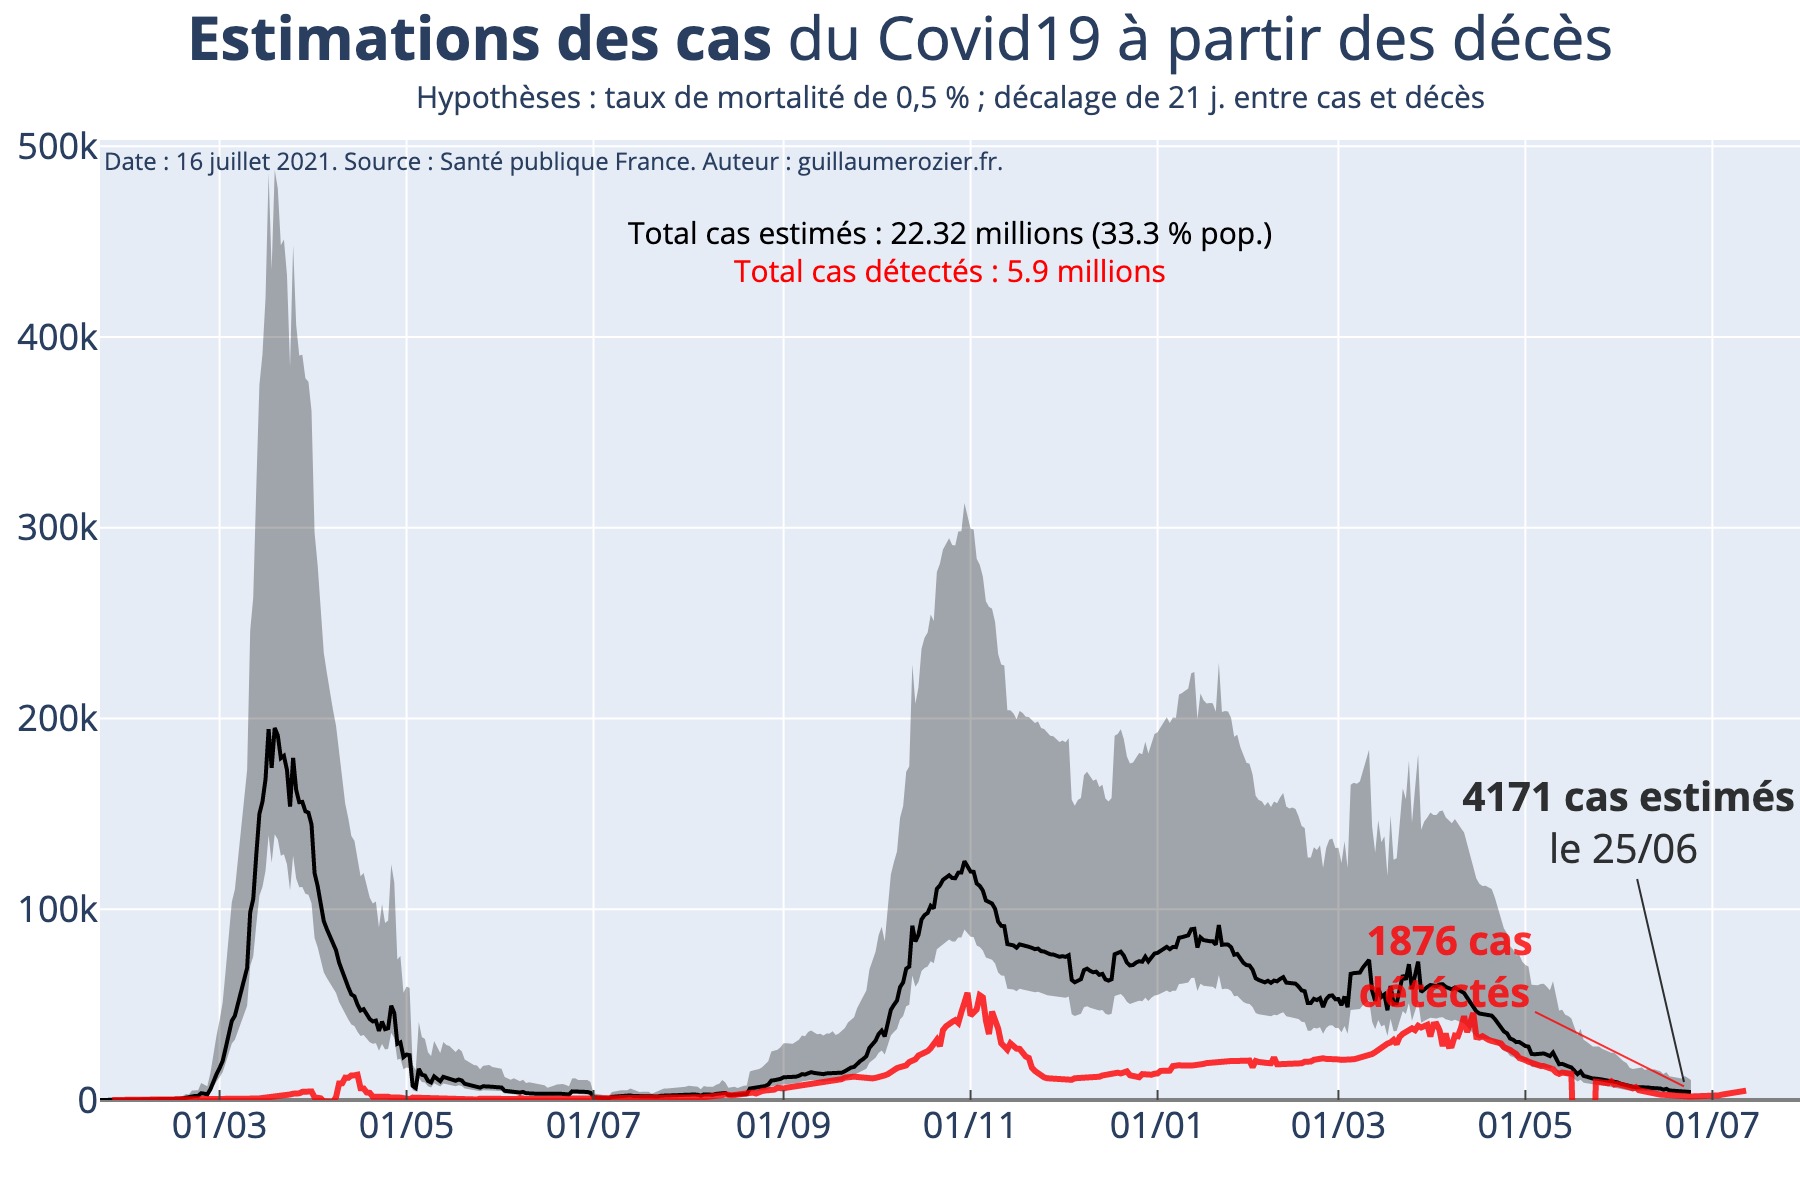 Estimations des cas du Covid19 à partir des décès
Hypothèses : taux de mortalité de 0,5 % ; décalage de 21 j. entre cas et décès
500k
Date : 16 juillet 2021. Source : Santé publique France. Auteur : guillaumerozier.fr.
Total cas estimés : 22.32 millions (33.3 % pop.)
Total cas détectés : 5.9 millions
400k
300k
200k
4171 cas estimés
le 25/06
100k
1876 cas
détéctés
0
01/03 01/05 01/07 01/09 01/11 01/01 01/03 01/05 01/07